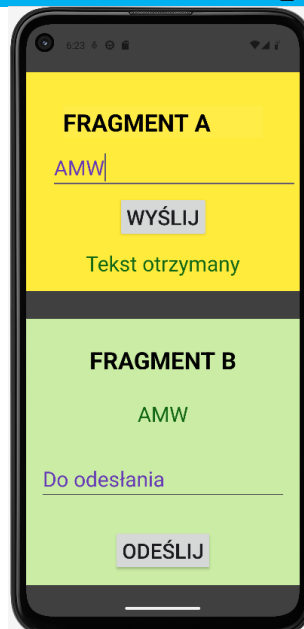 6:23
FRAGMENT A
AMW
WYŚLIJ
Tekst otrzymany
FRAGMENT B
AMW
Do odesłania
ODEŚLIJ